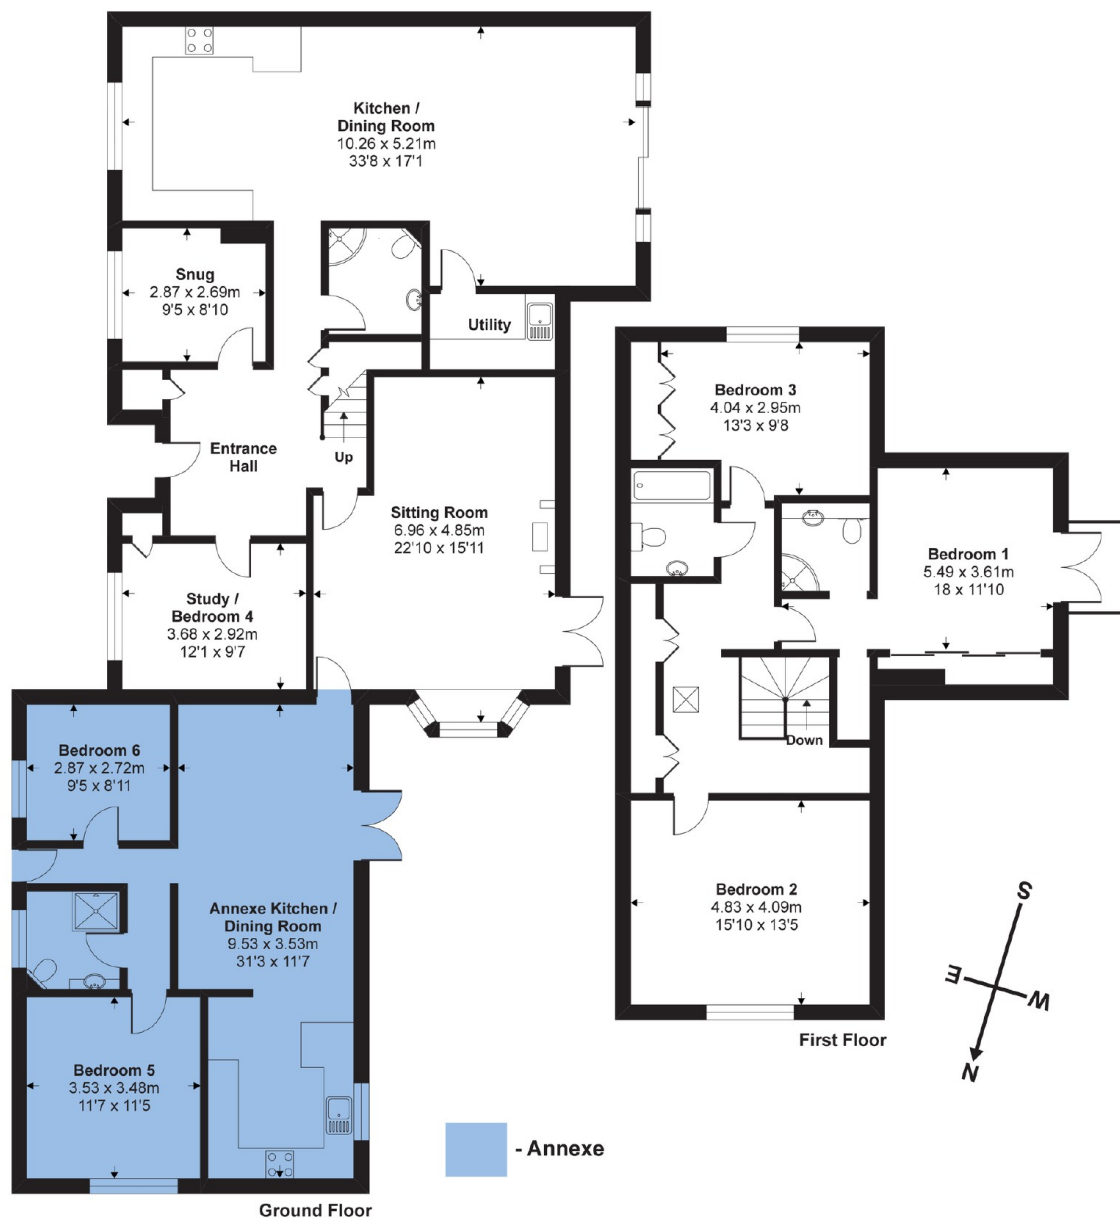 Kitchen /
Dining Room
10.26 x 5.21m
33'8 x 17'1
Snug
2.87 x 2.69m
9'5 x 8'10
Utility
Entrance
Hall
Up
Sitting Room
6.96 x 4.85m
22'10 x 15'11
Study /
Bedroom 4
3.68 x 2.92m
12'1 x 9'7
Bedroom 6
2.87 x 2.72m
9'5 x 8'11
Annexe Kitchen /
Dining Room
9.53 x 3.53m
31'3 x 11'7
Bedroom 5
3.53 x 3.48m
11'7 x 11'5
Ground Floor
Bedroom 3
4.04 x 2.95m
13'3 x 9'8
Bedroom 1
5.49 x 3.61m
18 x 11'10
Down
Bedroom 2
4.83 x 4.09m
15'10 x 13'5
First Floor
S
E
W
N
- Annexe